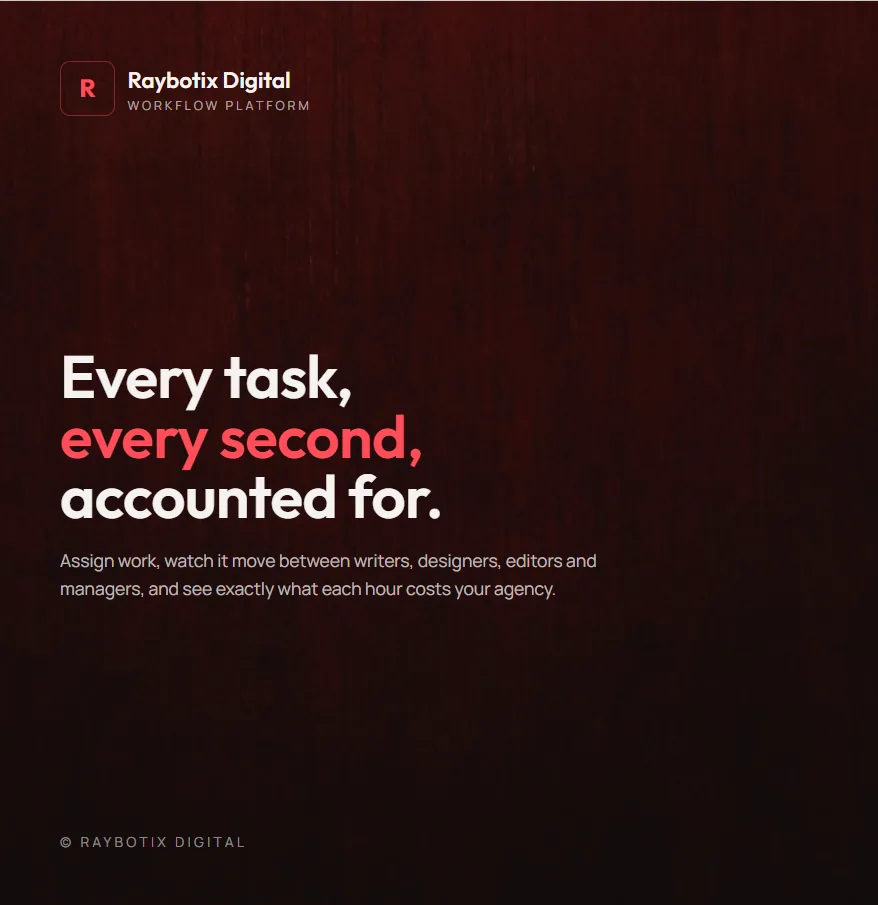 R
Raybotix Digital
WORKFLOW PLATFORM
Every task,
every second,
accounted for.
Assign work, watch it move between writers, designers, editors and
managers, and see exactly what each hour costs your agency.
© RAYBOTIX DIGITAL